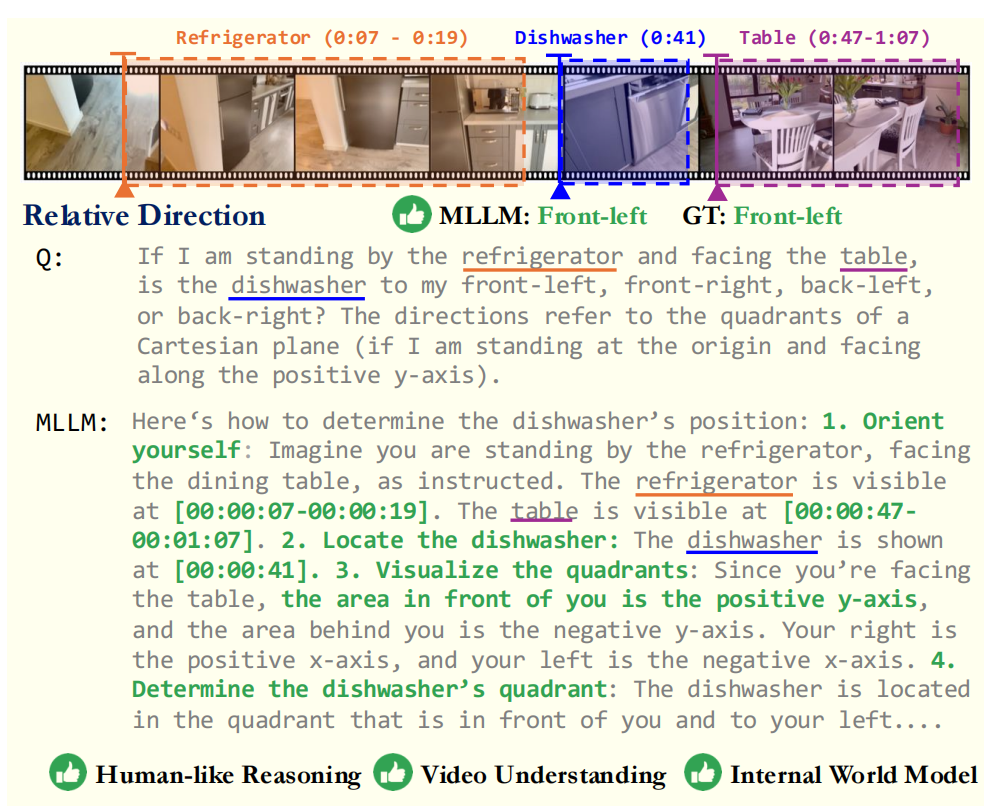 Refrigerator (0:07 - 0:19) Dishwasher (0:41) Table (0:47-1:07)
Relative Direction MLLM: Front-left GT: Front-left
Q: If I am standing by the refrigerator and facing the table,
is the dishwasher to my front-left, front-right, back-left,
or back-right? The directions refer to the quadrants of a
Cartesian plane (if I am standing at the origin and facing
along the positive y-axis).
MLLM: Here‘s how to determine the dishwasher’s position: 1. Orient
yourself: Imagine you are standing by the refrigerator, facing
the dining table, as instructed. The refrigerator is visible
at [00:00:07-00:00:19]. The table is visible at [00:00:47-
00:01:07]. 2. Locate the dishwasher: The dishwasher is shown
at [00:00:41]. 3. Visualize the quadrants: Since you’re facing
the table, the area in front of you is the positive y-axis,
and the area behind you is the negative y-axis. Your right is
the positive x-axis, and your left is the negative x-axis. 4.
Determine the dishwasher’s quadrant: The dishwasher is located
in the quadrant that is in front of you and to your left....
Human-like Reasoning Video Understanding Internal World Model